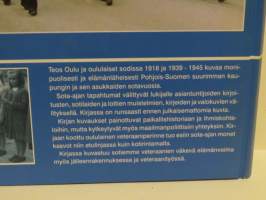 Teos Oulu ja oululaiset sodissa 1918 ja 1939 - 1945 kuvaa moni-
puolisesti ja elämänläheisesti Pohjois-Suomen suurimman kau-
pungin ja sen asukkaiden sotavuosia.
Sota-ajan tapahtumat välittyvät lukijalle asiantuntijoiden kirjoi-
tusten, sotilaiden ja lottien muistelmien, kirjeiden ja valokuvien vä-
lityksellä. Kirjassa on runsaasti ennen julkaisematonta kuvia.
Kirjan kuvaukset painottuvat paikallishistoriaan ja ihmiskohta-
loihin, mutta kytkeytyvät myös maailmanpolitiikan yhteyksiin. Kir-
jaan koottu oululainen veteraaniperinne tuo esiin sota-ajan monet
kasvot niin etulinjassa kuin kotirintamalla.
Kirjassa kuvastuu sotiemme veteraanien väkevä elämänvoima
myös jälleenrakennuksessa ja veteraanityössä.